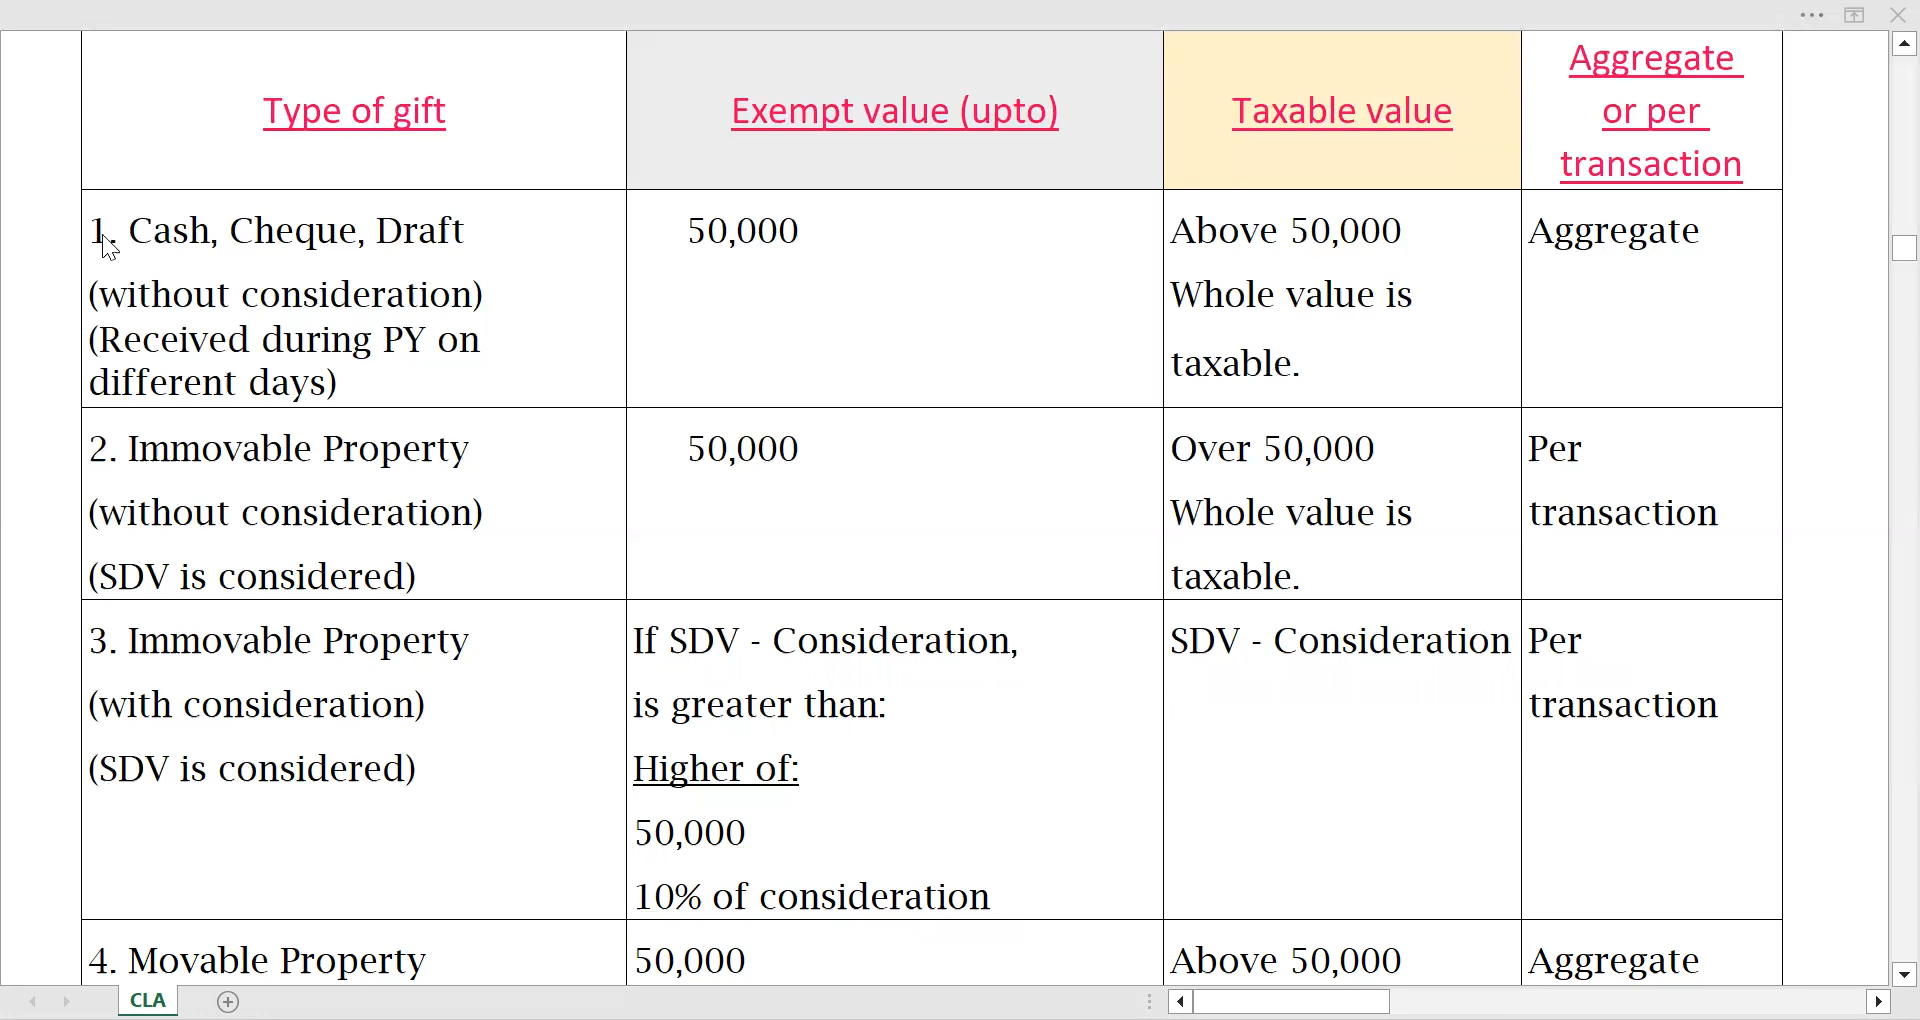 Type of gift
Exempt value (upto)
Taxable value
Aggregate
or per
transaction
1. Cash, Cheque, Draft
(without consideration)
(Received during PY on
different days)
50,000
Above 50,000
Whole value is
taxable.
Aggregate
2. Immovable Property
(without consideration)
(SDV is considered)
50,000
Over 50,000
Whole value is
taxable.
Per
transaction
3. Immovable Property
(with consideration)
(SDV is considered)
If SDV - Consideration,
is greater than:
Higher of:
50,000
10% of consideration
SDV - Consideration
Per
transaction
4. Movable Property
50,000
Above 50,000
Aggregate
CLA